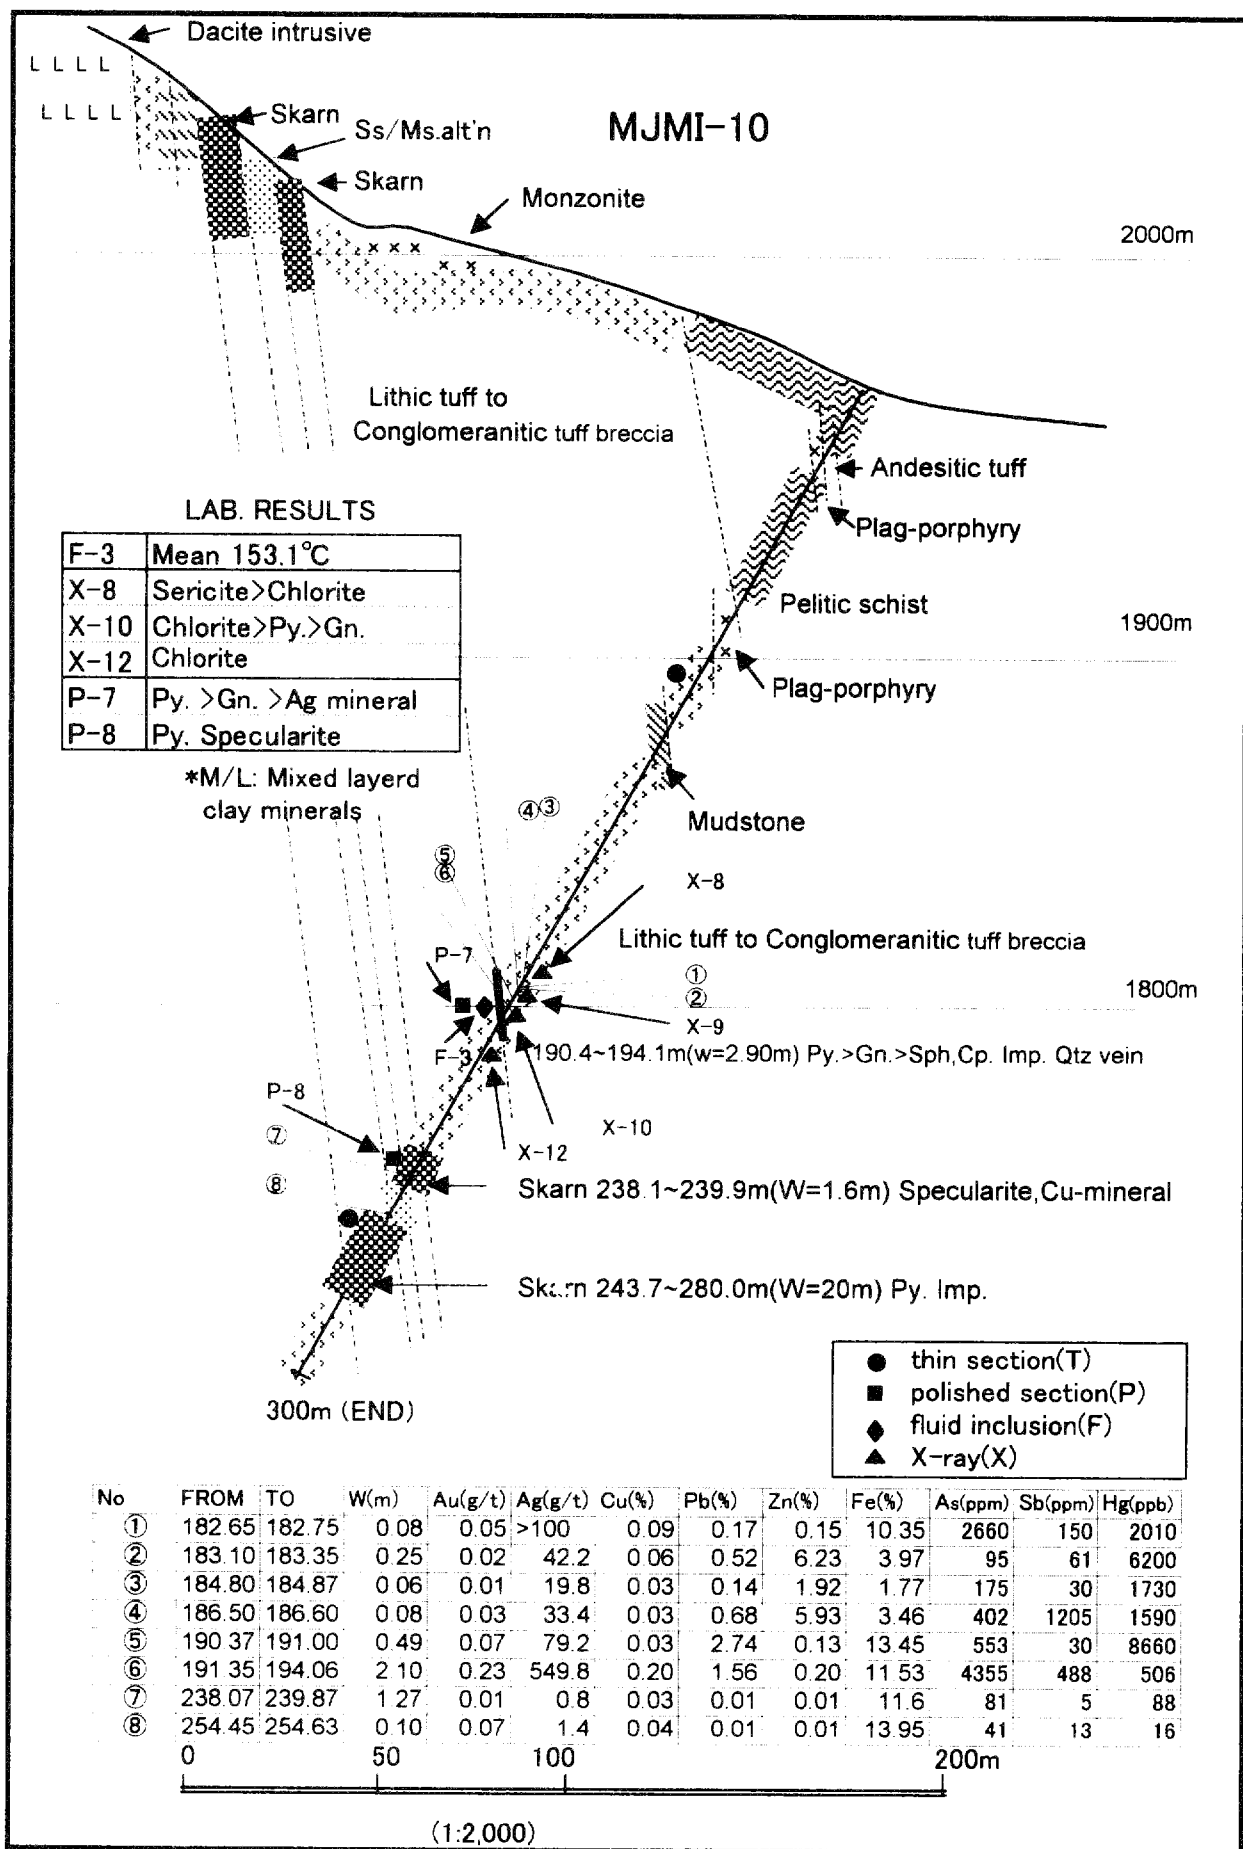 Dacite intrusive
L L L L
L L L L
Skarn
Ss/Ms.alt'n
MJMI-10
Skarn
Monzonite
2000m
Lithic tuff to
Conglomeranitic tuff breccia
Andesitic tuff
LAB. RESULTS
Plag-porphyry
F-3 Mean 153.1°C
X-8 Sericite>Chlorite
X-10 Chlorite>Py.>Gn.
X-12 Chlorite
P-7 Py. >Gn. >Ag mineral
P-8 Py. Specularite
Pelitic schist
1900m
Plag-porphyry
*M/L: Mixed layerd
clay minerals
④③
Mudstone
⑤
⑥
X-8
Lithic tuff to Conglomeranitic tuff breccia
P-7
①
②
1800m
X-9
F-3
190.4~194.1m(w=2.90m) Py.>Gn.>Sph,Cp. Imp. Qtz vein
P-8
X-10
⑦
X-12
⑧
Skarn 238.1~239.9m(W=1.6m) Specularite,Cu-mineral
Skarn 243.7~280.0m(W=20m) Py. Imp.
300m (END)
thin section(T)
polished section(P)
fluid inclusion(F)
X-ray(X)
No FROM TO W(m) Au(g/t) Ag(g/t) Cu(%) Pb(%) Zn(%) Fe(%) As(ppm) Sb(ppm) Hg(ppb)
① 182.65 182.75 0.08 0.05 >100 0.09 0.17 0.15 10.35 2660 150 2010
② 183.10 183.35 0.25 0.02 42.2 0.06 0.52 6.23 3.97 95 61 6200
③ 184.80 184.87 0.06 0.01 19.8 0.03 0.14 1.92 1.77 175 30 1730
④ 186.50 186.60 0.08 0.03 33.4 0.03 0.68 5.93 3.46 402 1205 1590
⑤ 190 37 191.00 0.49 0.07 79.2 0.03 2.74 0.13 13.45 553 30 8660
⑥ 191.35 194.06 2 10 0.23 549.8 0.20 1.56 0.20 11 53 4355 488 506
⑦ 238.07 239.87 1.27 0.01 0.8 0.03 0.01 0.01 11.6 81 5 88
⑧ 254.45 254.63 0.10 0.07 1.4 0.04 0.01 0.01 13.95 41 13 16
0 50 100 200m
(1:2,000)